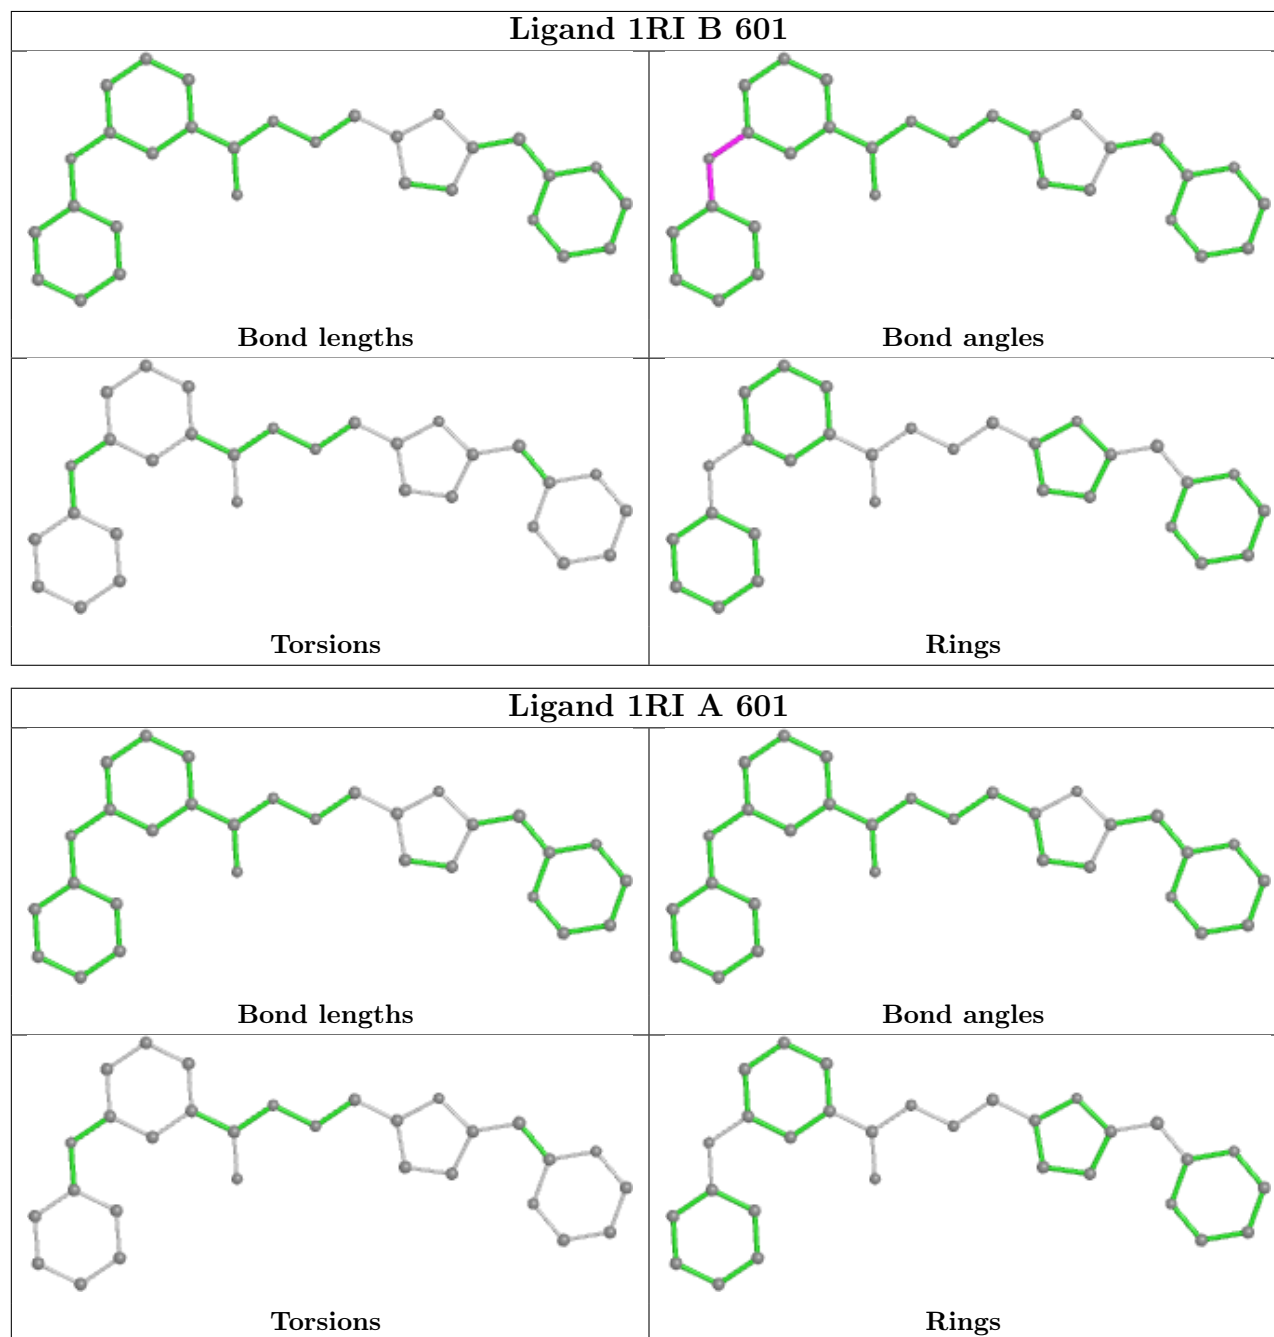 Ligand 1RI B 601
Bond lengths
Bond angles
Torsions
Rings
Ligand 1RI A 601
Bond lengths
Bond angles
Torsions
Rings